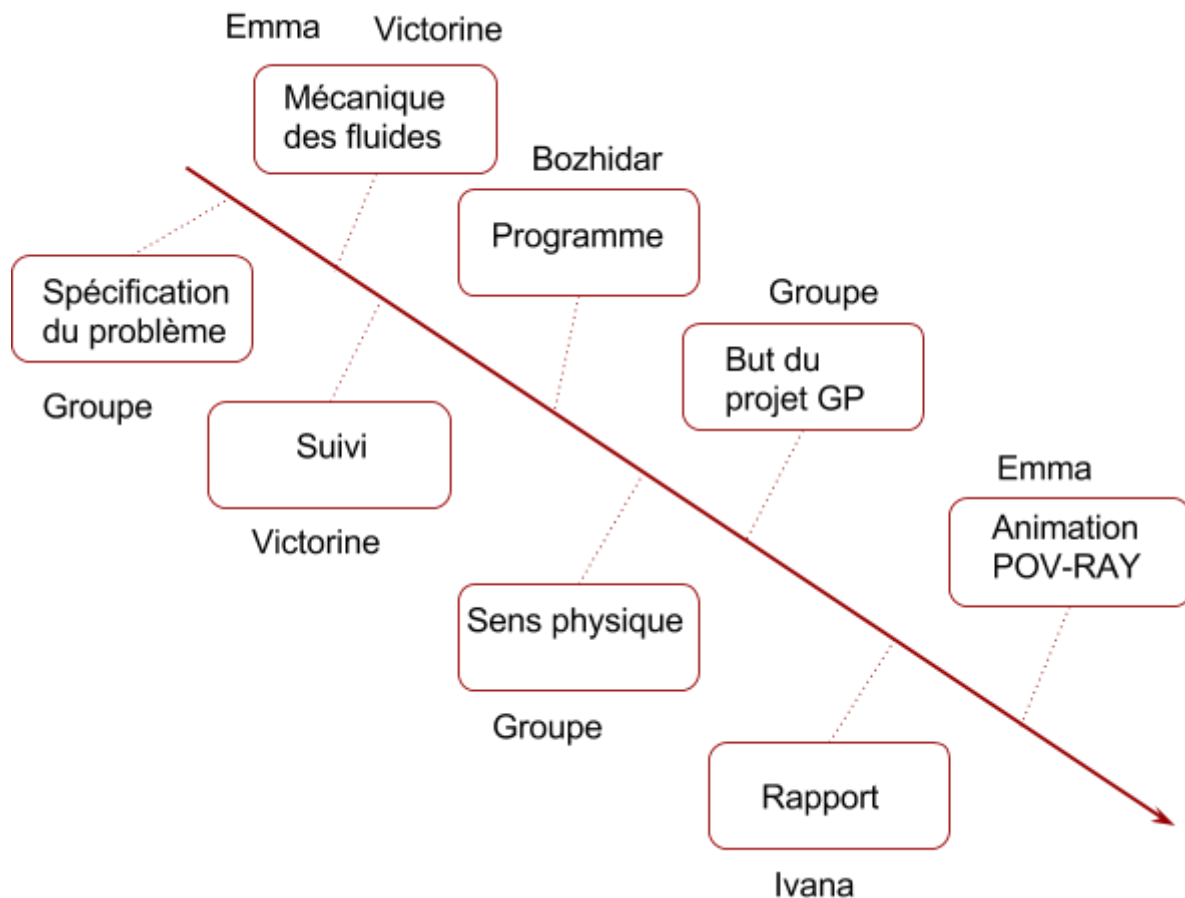 Emma Victorine
Mécanique
des fluides
Bozhidar
Programme
Spécification
du problème
Groupe
Groupe
But du
projet GP
Suivi
Victorine
Emma
Animation
POV-RAY
Sens physique
Groupe
Rapport
Ivana